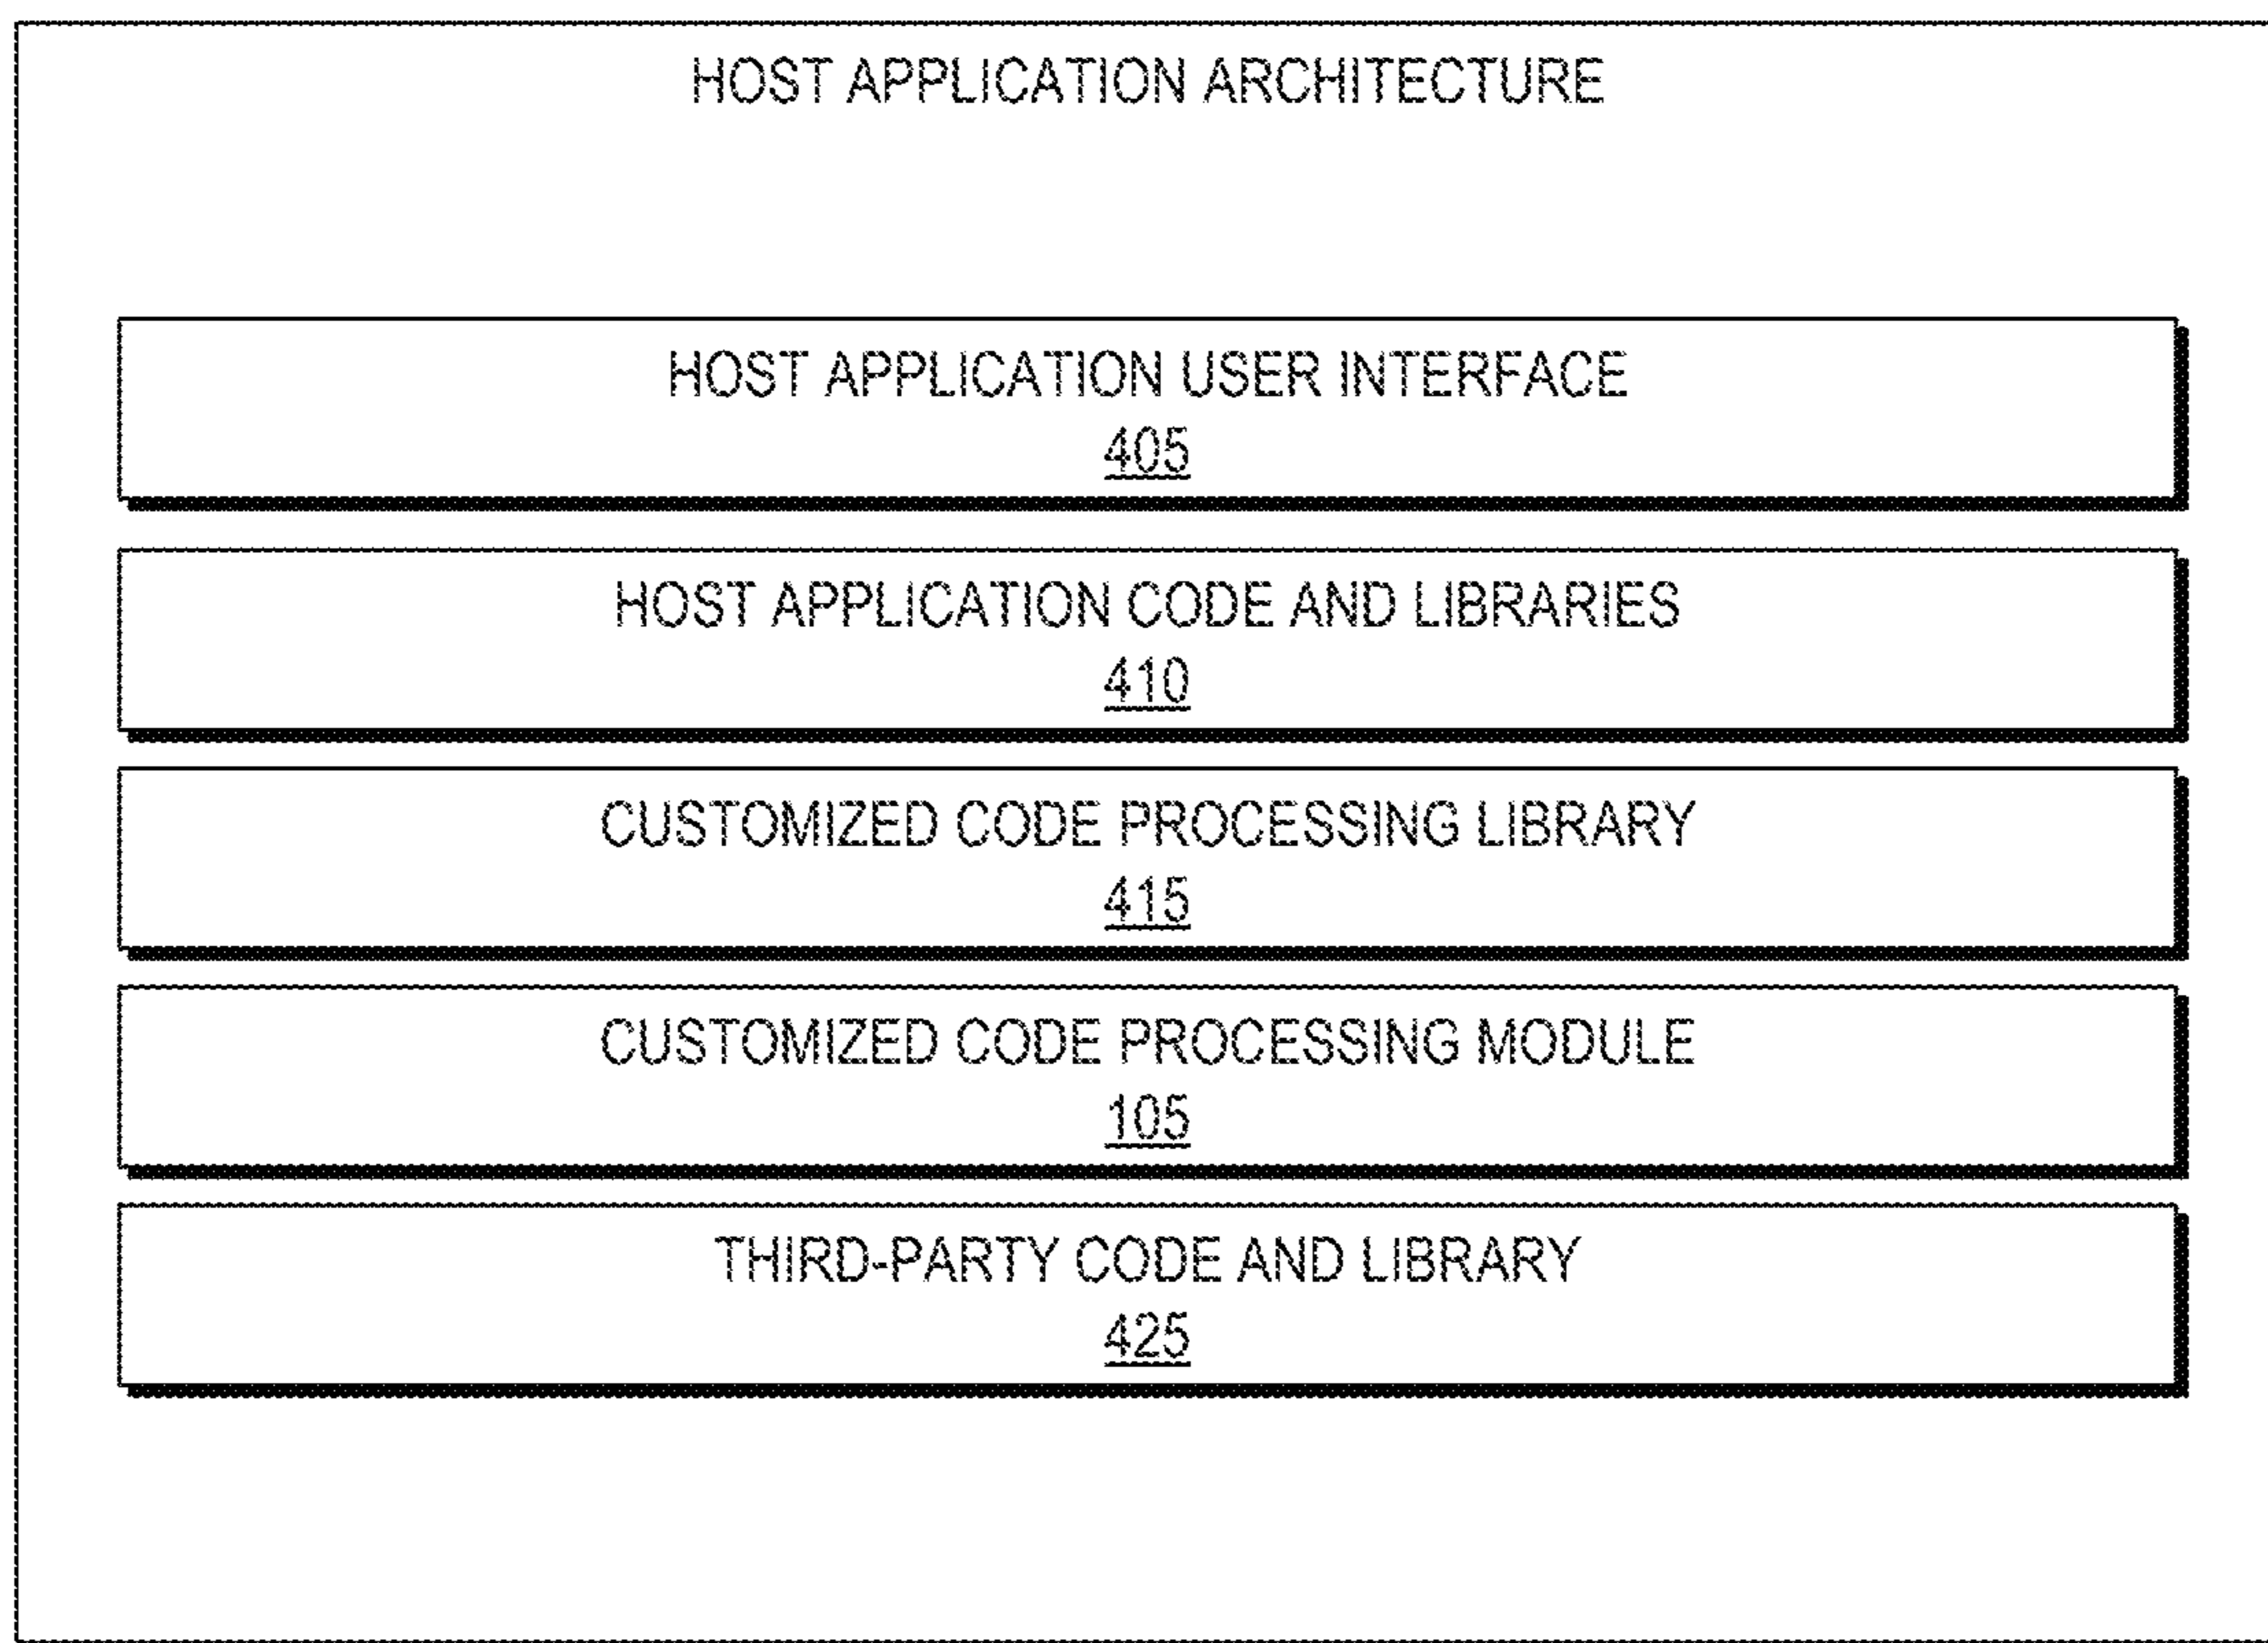 HOST APPLICATION ARCHITECTURE
HOST APPLICATION USER INTERFACE
405
HOST APPLICATION CODE AND LIBRARIES
410
CUSTOMIZED CODE PROCESSING LIBRARY
415
CUSTOMIZED CODE PROCESSING MODULE
105
THIRD-PARTY CODE AND LIBRARY
425